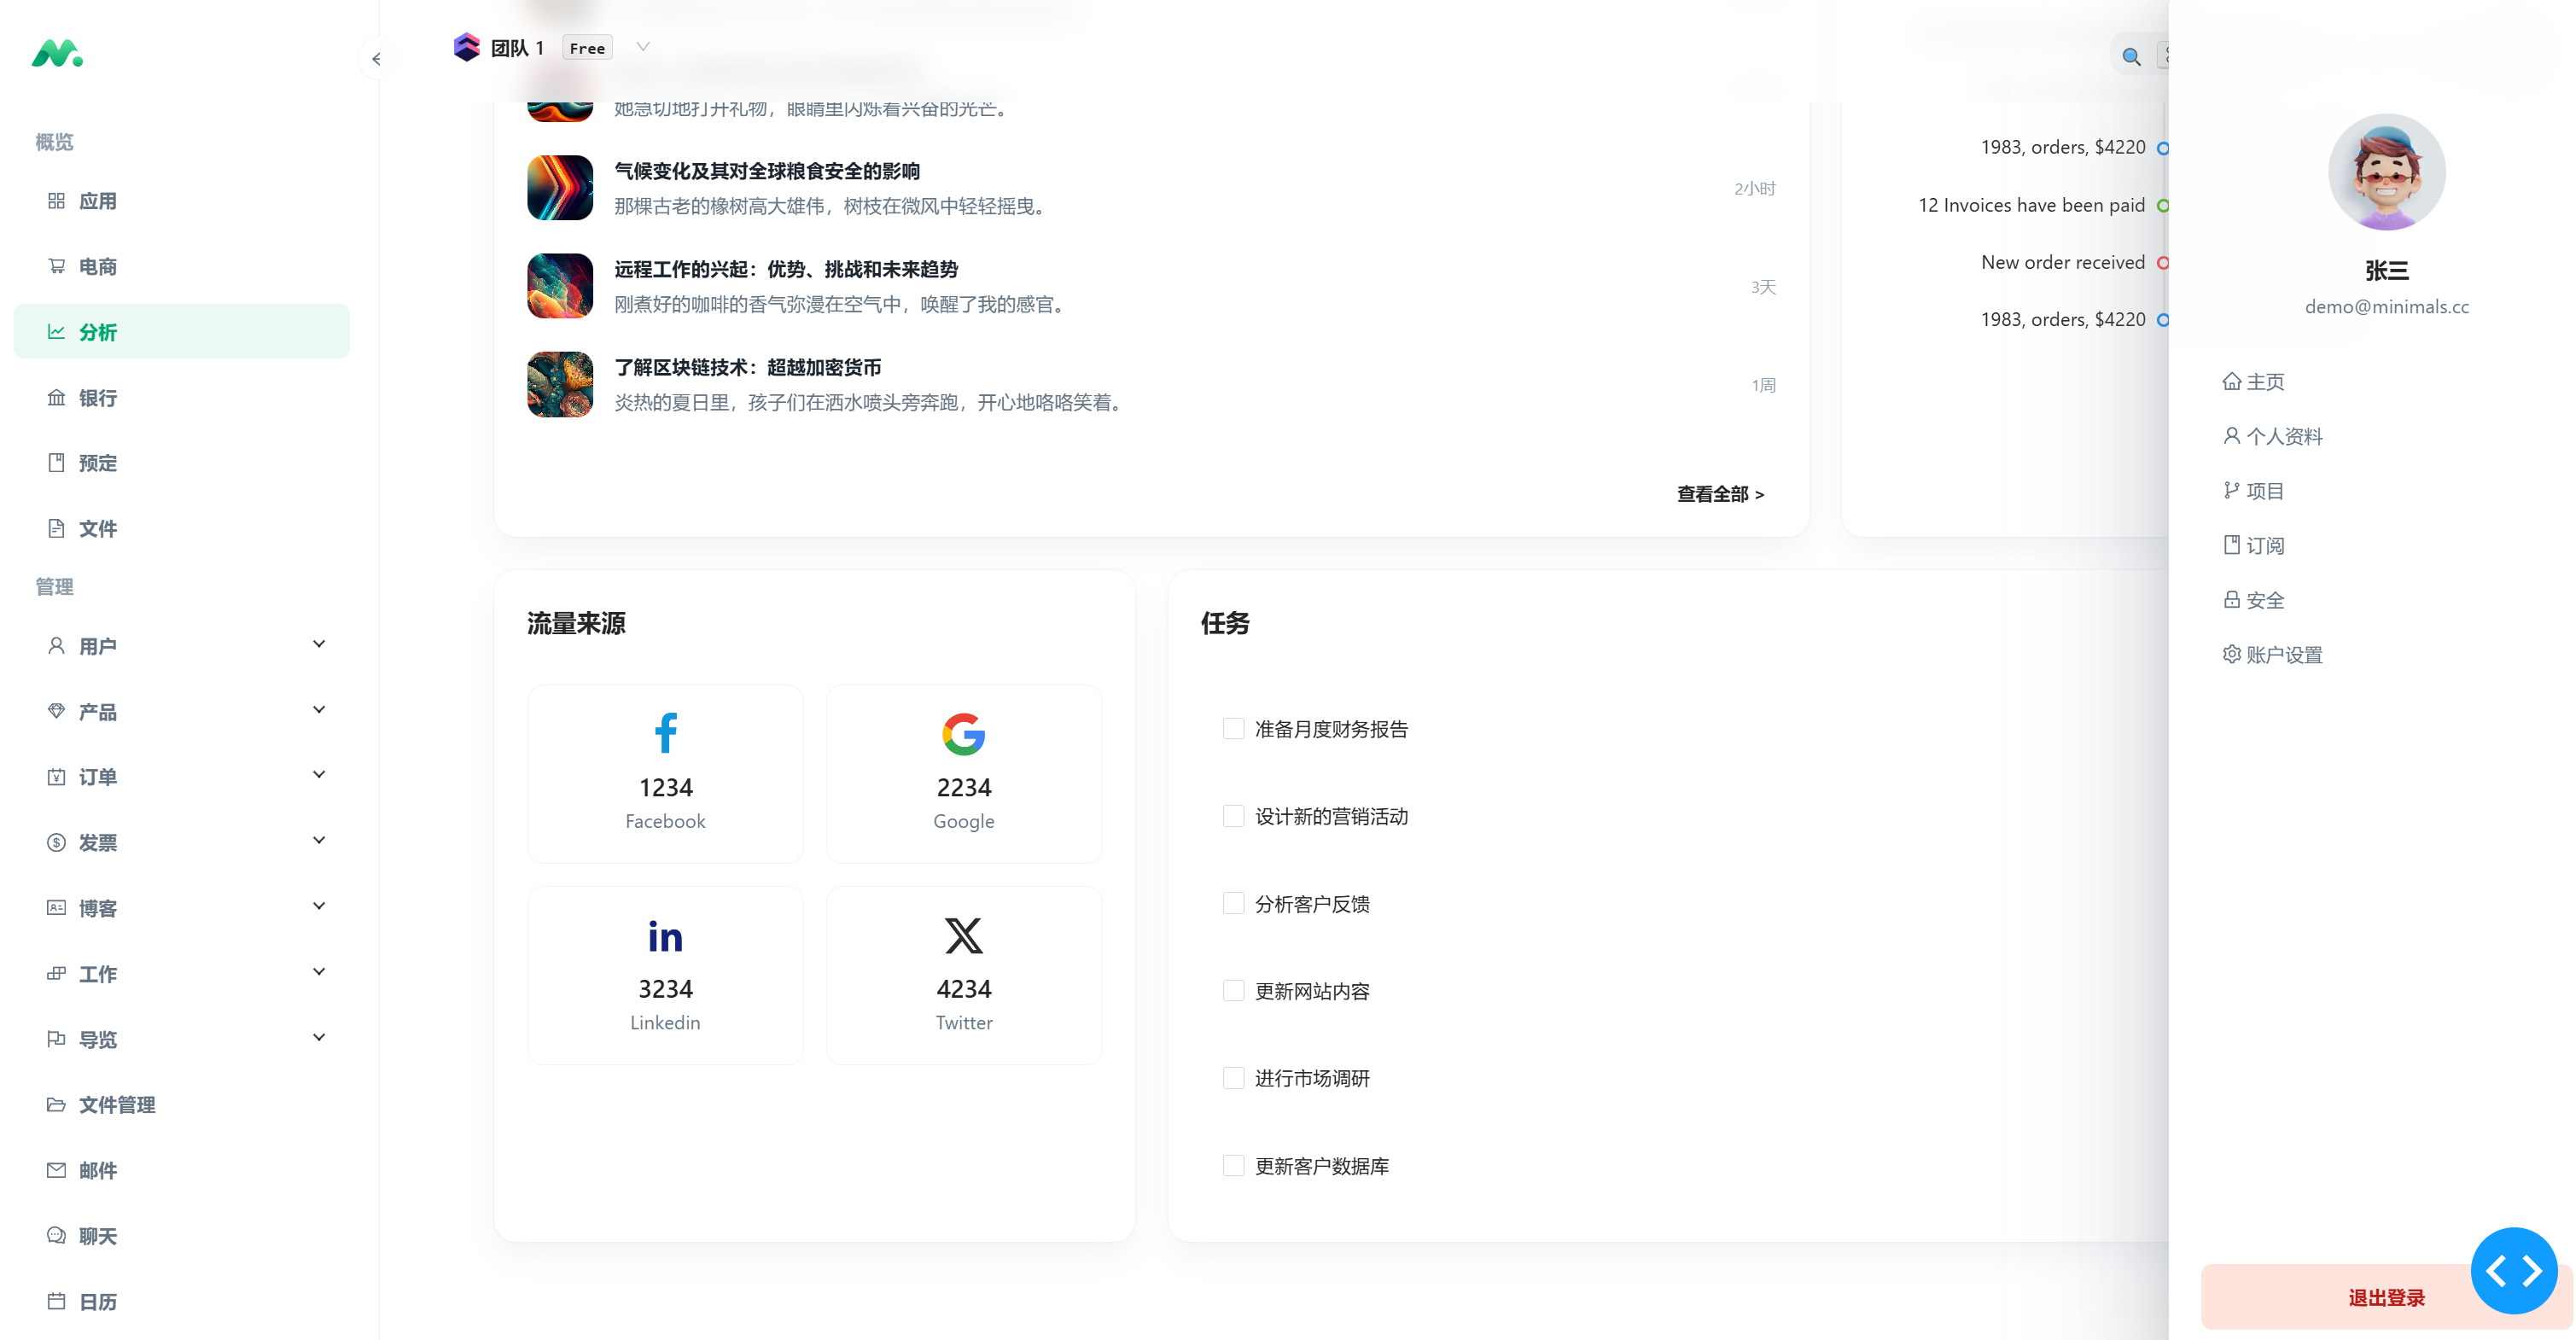 概览
应用
电商
分析
银行
预定
文件
管理
用户
产品
订单
发票
博客
工作
导览
文件管理
邮件
聊天
日历
团队 1 Free
她急切地打开礼物，眼睛里闪烁着兴奋的光芒。
气候变化及其对全球粮食安全的影响
那棵古老的橡树高大雄伟，树枝在微风中轻轻摇曳。
2小时
远程工作的兴起：优势、挑战和未来趋势
刚煮好的咖啡的香气弥漫在空气中，唤醒了我的感官。
3天
了解区块链技术：超越加密货币
炎热的夏日里，孩子们在洒水喷头旁奔跑，开心地咯咯笑着。
1周
查看全部 >
1983, orders, $4220
12 Invoices have been paid
New order received
1983, orders, $4220
流量来源
1234
Facebook
2234
Google
3234
Linkedin
4234
Twitter
任务
准备月度财务报告
设计新的营销活动
分析客户反馈
更新网站内容
进行市场调研
更新客户数据库
张三
demo@minimals.cc
主页
个人资料
项目
订阅
安全
账户设置
退出登录